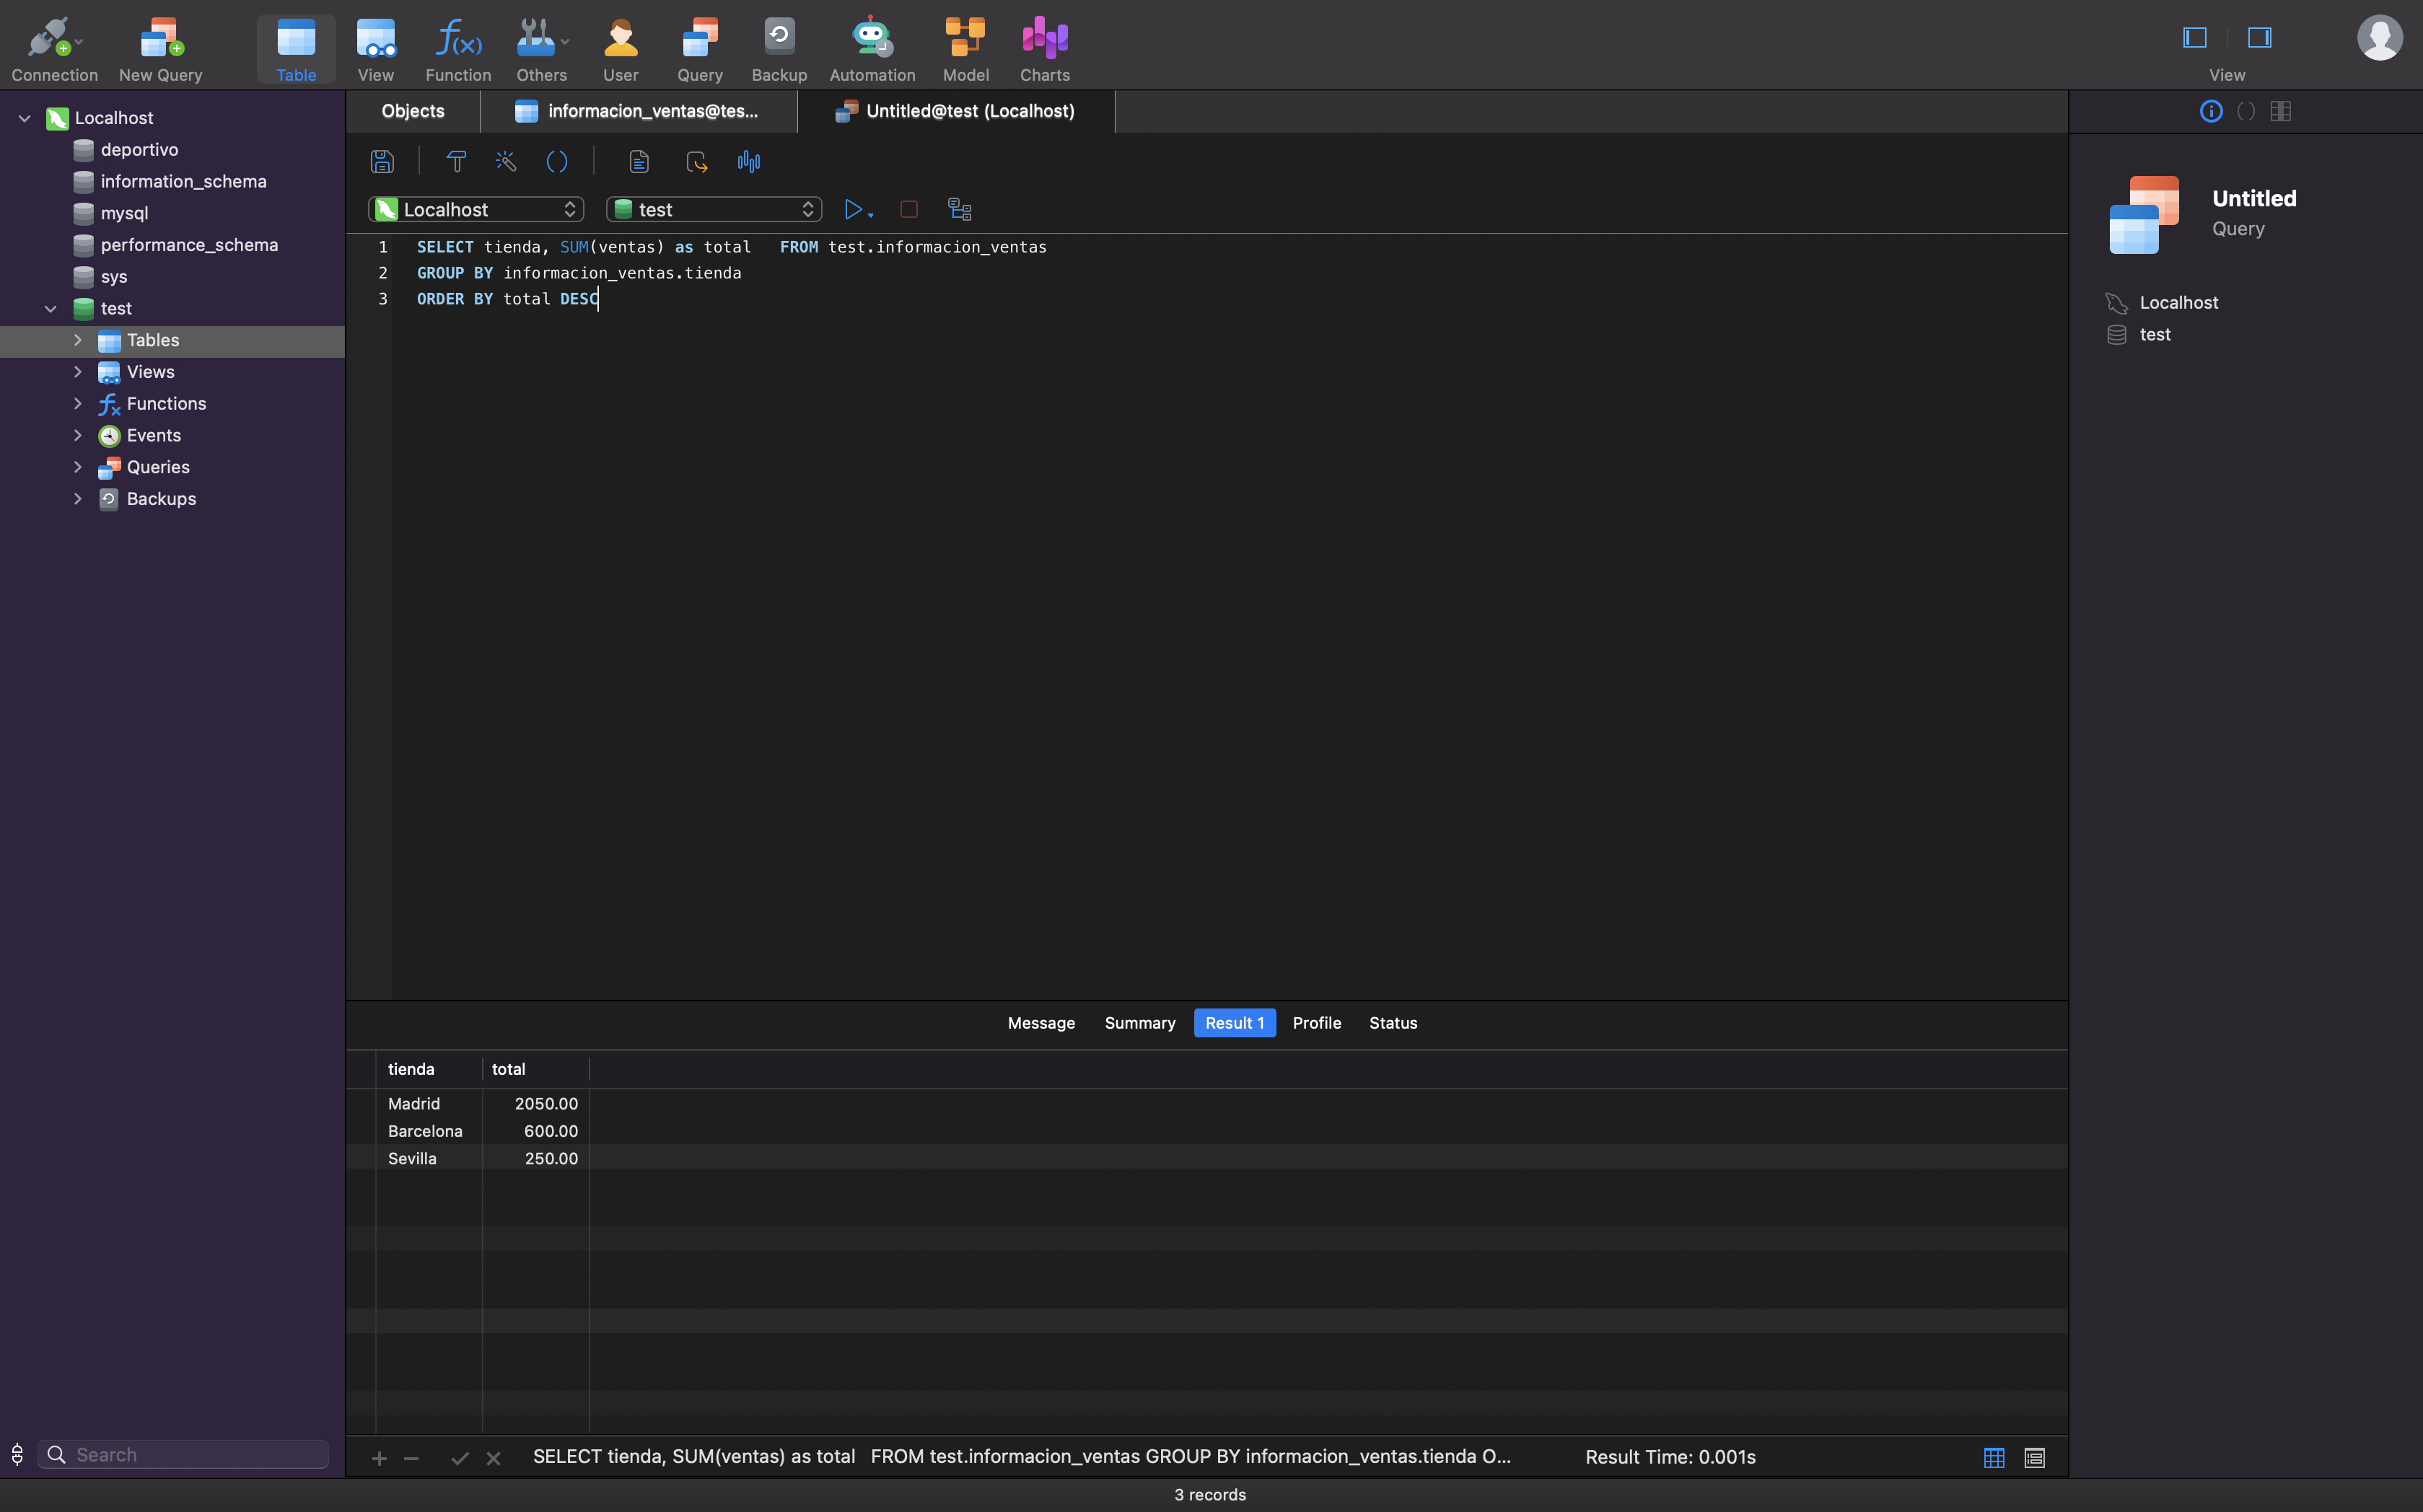 Connection New Query Table View Function Others User Query Backup Automation Model Charts View
Localhost
deportivo
information_schema
mysql
performance_schema
sys
test
Tables
Views
Functions
Events
Queries
Backups
Search
Objects informacion_ventas@tes... Untitled@test (Localhost)
Localhost test
1 SELECT tienda, SUM(ventas) as total FROM test.informacion_ventas
2 GROUP BY informacion_ventas.tienda
3 ORDER BY total DESC
Message Summary Result 1 Profile Status
tienda total
Madrid 2050.00
Barcelona 600.00
Sevilla 250.00
SELECT tienda, SUM(ventas) as total FROM test.informacion_ventas GROUP BY informacion_ventas.tienda O... Result Time: 0.001s
3 records
Untitled
Query
Localhost
test